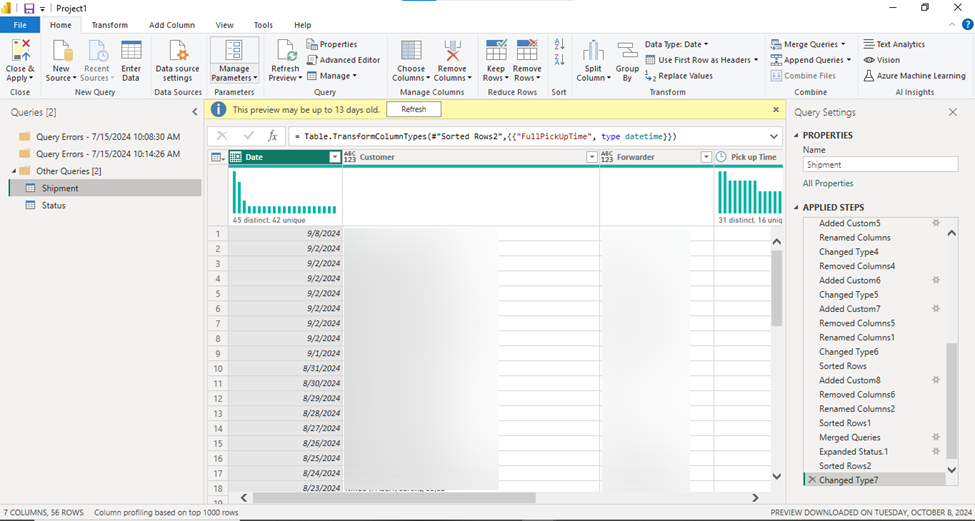 Project1
File Home Transform Add Column View Tools Help
Close & Apply
New Source
Recent Sources
Enter Data
Data source settings
Manage Parameters
Refresh Preview
Properties
Advanced Editor
Manage
Choose Columns
Remove Columns
Keep Rows
Remove Rows
Split Column
Group By
Data Type: Date
Use First Row as Headers
Replace Values
Merge Queries
Append Queries
Combine Files
Text Analytics
Vision
Azure Machine Learning
Close New Query Data Sources Parameters Query Manage Columns Reduce Rows Sort Transform Combine AI Insights
Queries [2]
Query Errors - 7/15/2024 10:08:30 AM
Query Errors - 7/15/2024 10:14:26 AM
Other Queries [2]
Shipment
Status
This preview may be up to 13 days old. Refresh
= Table.TransformColumnTypes(#"Sorted Rows2",{{"FullPickUpTime", type datetime}})
Date ABC 123 Customer ABC 123 Forwarder Pick up Time
45 distinct, 42 unique 31 distinct, 16 uniq
1 9/8/2024
2 9/2/2024
3 9/2/2024
4 9/2/2024
5 9/2/2024
6 9/2/2024
7 9/2/2024
8 9/2/2024
9 9/1/2024
10 8/31/2024
11 8/30/2024
12 8/29/2024
13 8/28/2024
14 8/27/2024
15 8/26/2024
16 8/25/2024
17 8/24/2024
18 8/23/2024
19
Query Settings
PROPERTIES
Name
Shipment
All Properties
APPLIED STEPS
Added Custom5
Renamed Columns
Changed Type4
Removed Columns4
Added Custom6
Changed Type5
Added Custom7
Removed Columns5
Renamed Columns1
Changed Type6
Sorted Rows
Added Custom8
Removed Columns6
Renamed Columns2
Sorted Rows1
Merged Queries
Expanded Status.1
Sorted Rows2
Changed Type7
7 COLUMNS, 56 ROWS Column profiling based on top 1000 rows PREVIEW DOWNLOADED ON TUESDAY, OCTOBER 8, 2024